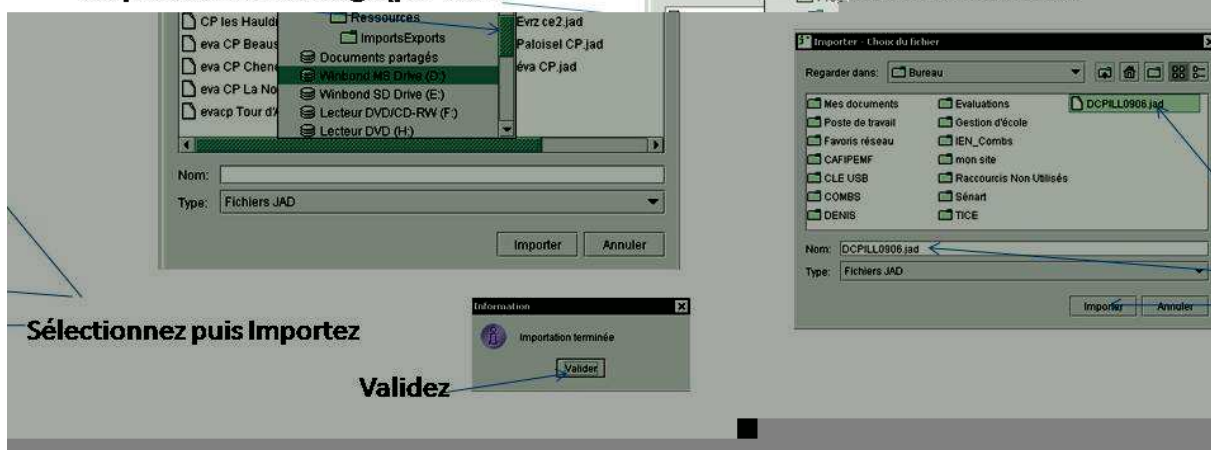 CP les Hauld
eva CP Beaus
eva CP Chen
eva CP La No
evacp Tour d'A
Ressources
ImportsExports
Documents partagés
Winbond MS Drive (D:)
Winbond SD Drive (E:)
Lecteur DVD/CD-RW (F:)
Lecteur DVD (H:)
Evrz ce2.jad
Paloisel CP.jad
éva CP.jad
Nom:
Type: Fichiers JAD
Importer Annuler
Importer - Choix du fichier
Regarder dans: Bureau
Mes documents Evaluations DCPILL0906.jad
Poste de travail Gestion d'école
Favoris réseau IEN_Combs
CAFIPEMF mon site
CLE USB Raccourcis Non Utilisés
COMBS Sénart
DENIS TICE
Nom: DCPILL0906.jad
Type: Fichiers JAD
Importer Annuler
Sélectionnez puis Importez
Information
Importation terminée
Valider
Validez